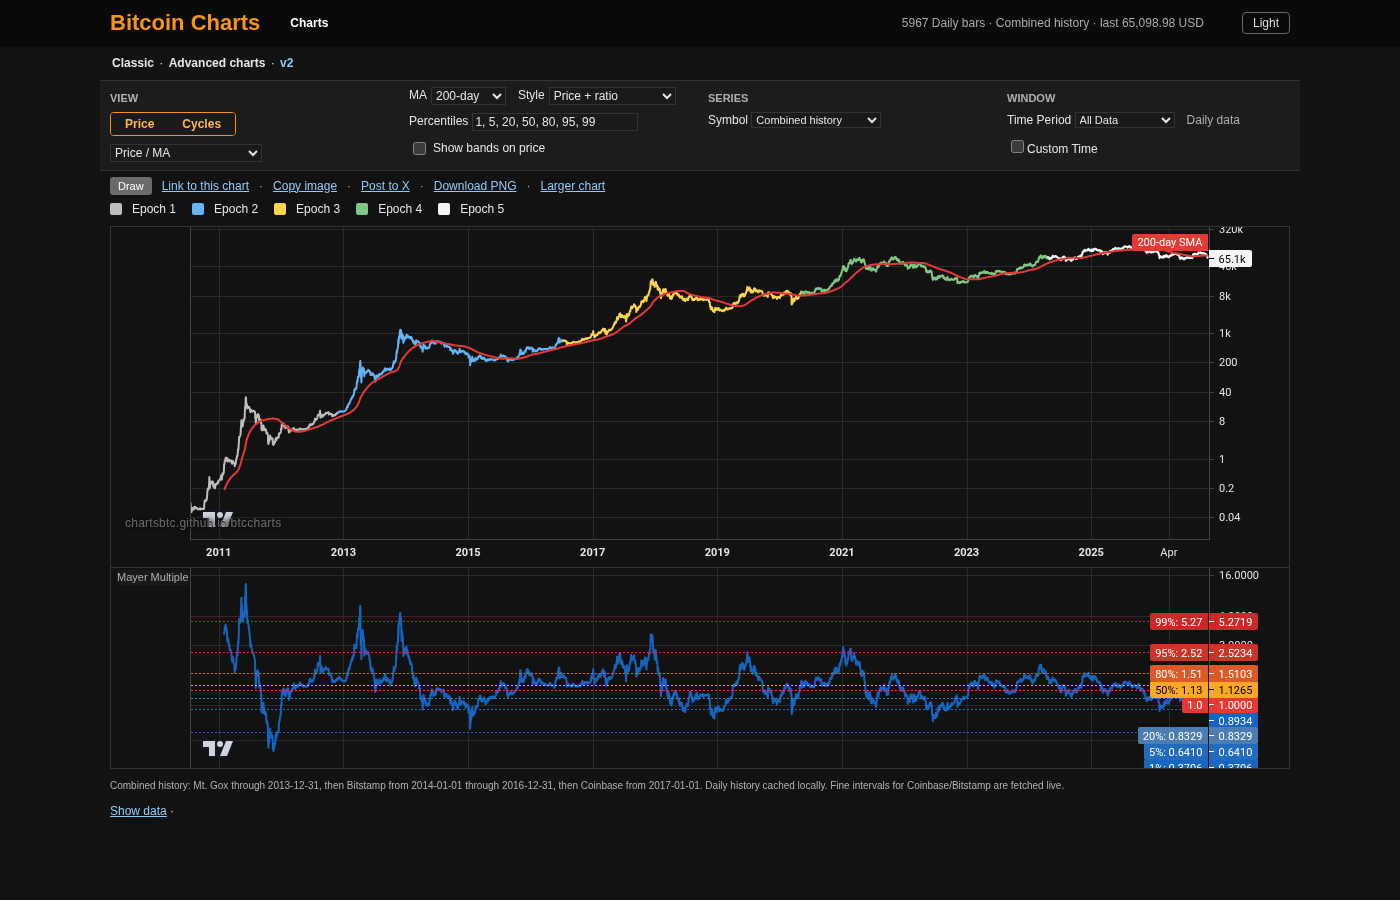 Bitcoin Charts
Charts
5967 Daily bars · Combined history · last 65,098.98 USD
Light
Classic · Advanced charts · v2
VIEW
Price Cycles
Price / MA
MA 200-day Style Price + ratio
Percentiles 1, 5, 20, 50, 80, 95, 99
Show bands on price
SERIES
Symbol Combined history
WINDOW
Time Period All Data Daily data
Custom Time
Draw Link to this chart · Copy image · Post to X · Download PNG · Larger chart
Epoch 1 Epoch 2 Epoch 3 Epoch 4 Epoch 5
320k
200-day SMA
65.1k
8k
1k
200
40
8
1
0.2
0.04
chartsbtc.github.io/btccharts
2011 2013 2015 2017 2019 2021 2023 2025 Apr
Mayer Multiple
16.0000
99%: 5.27 5.2719
95%: 2.52 2.5234
80%: 1.51 1.5103
50%: 1.13 1.1265
1.0 1.0000
0.8934
20%: 0.8329 0.8329
5%: 0.6410 0.6410
Combined history: Mt. Gox through 2013-12-31, then Bitstamp from 2014-01-01 through 2016-12-31, then Coinbase from 2017-01-01. Daily history cached locally. Fine intervals for Coinbase/Bitstamp are fetched live.
Show data ·